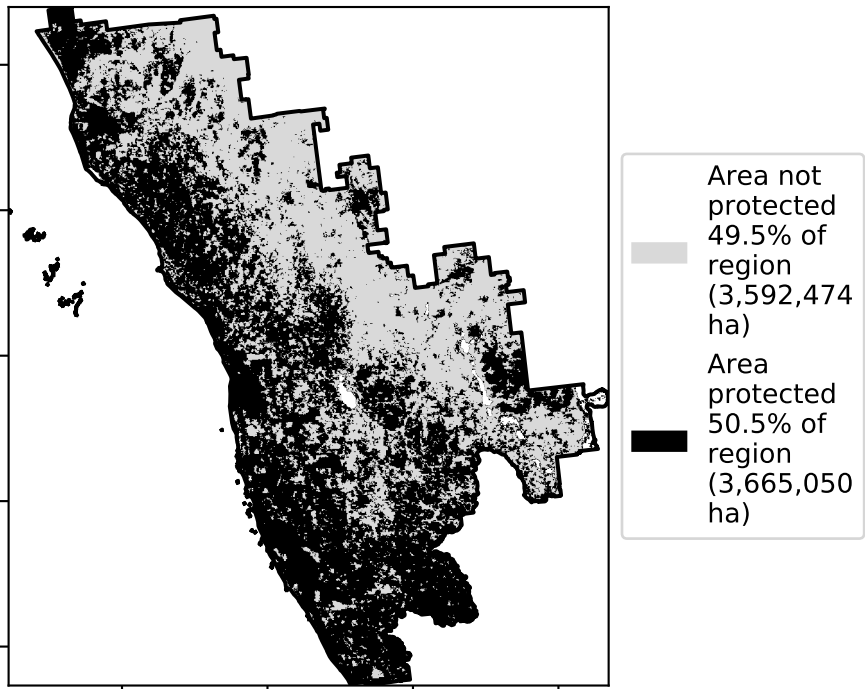 Area not
protected
49.5% of
region
(3,592,474
ha)
Area
protected
50.5% of
region
(3,665,050
ha)